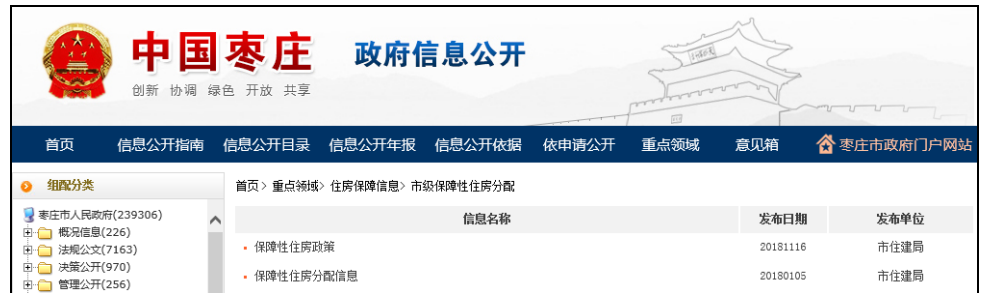 中国枣庄 政府信息公开
创新 协调 绿色 开放 共享
首页 信息公开指南 信息公开目录 信息公开年报 信息公开依据 依申请公开 重点领域 意见箱 枣庄市政府门户网站
组配分类
首页> 重点领域> 住房保障信息> 市级保障性住房分配
枣庄市人民政府(239306)
概况信息(226)
法规公文(7163)
决策公开(970)
管理公开(256)
信息名称 发布日期 发布单位
保障性住房政策 20181116 市住建局
保障性住房分配信息 20180105 市住建局